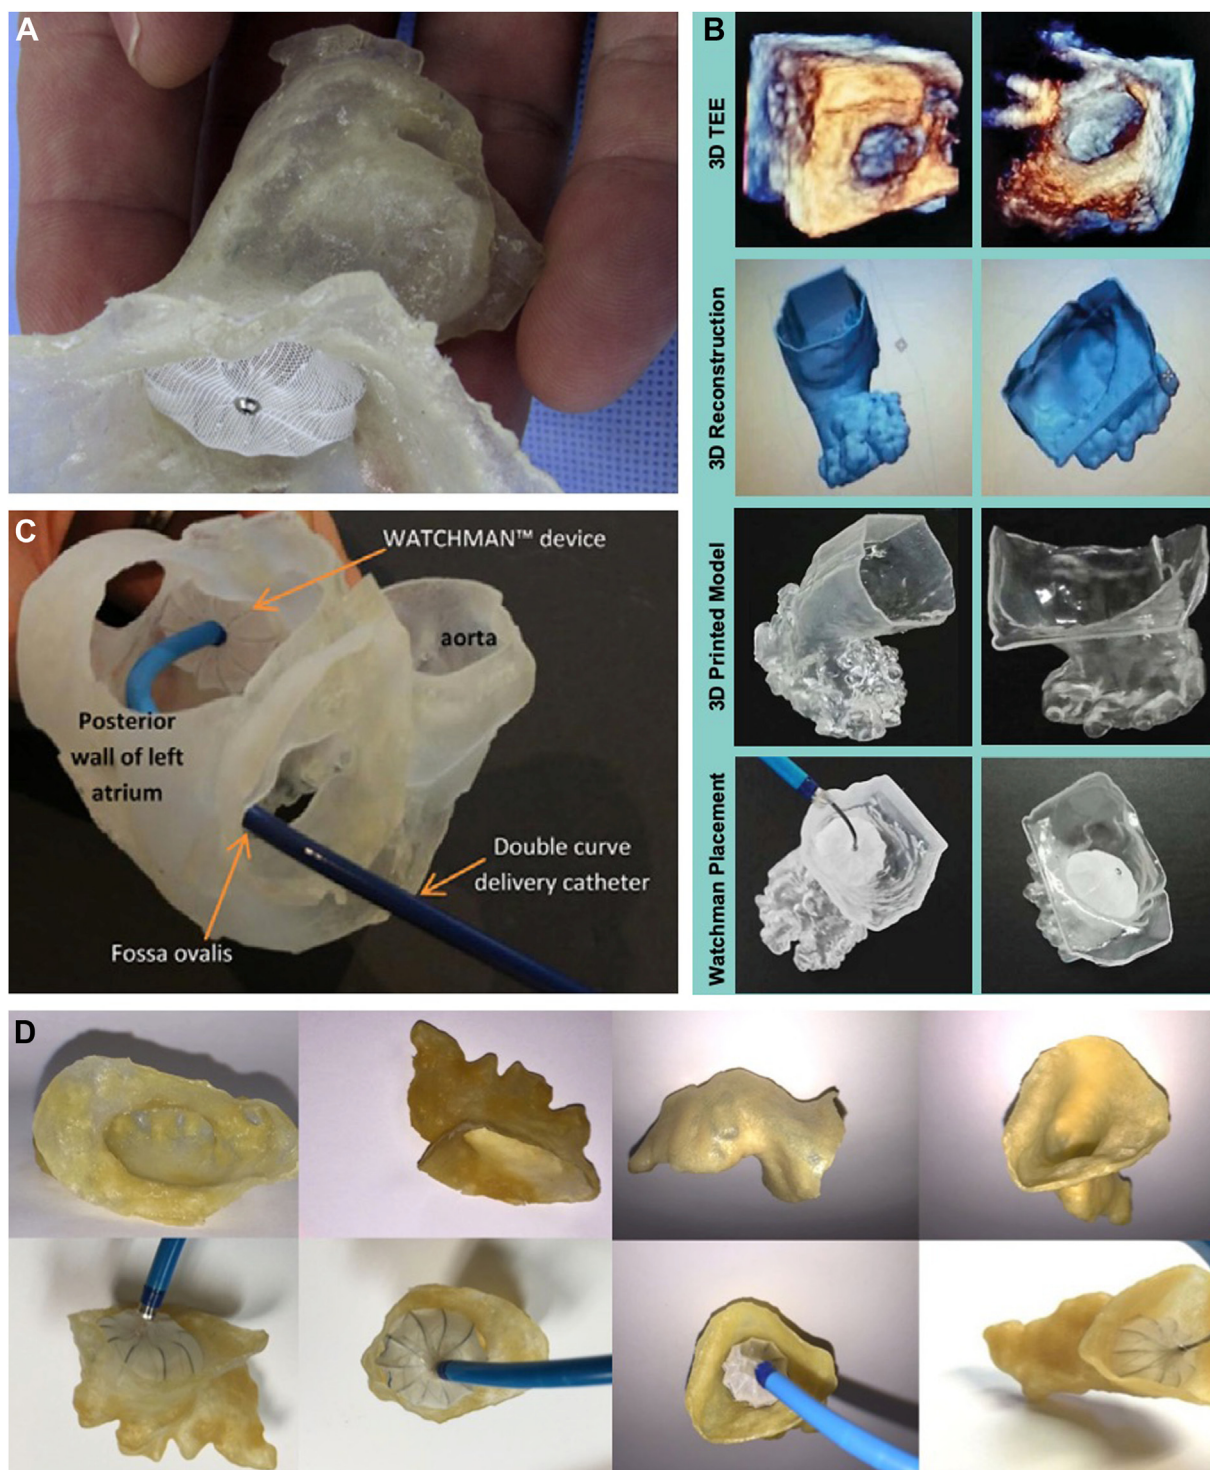 A
B
3D TEE
3D Reconstruction
3D Printed Model
Watchman Placement
C
WATCHMAN™ device
aorta
Posterior
wall of left
atrium
Double curve
delivery catheter
Fossa ovalis
D